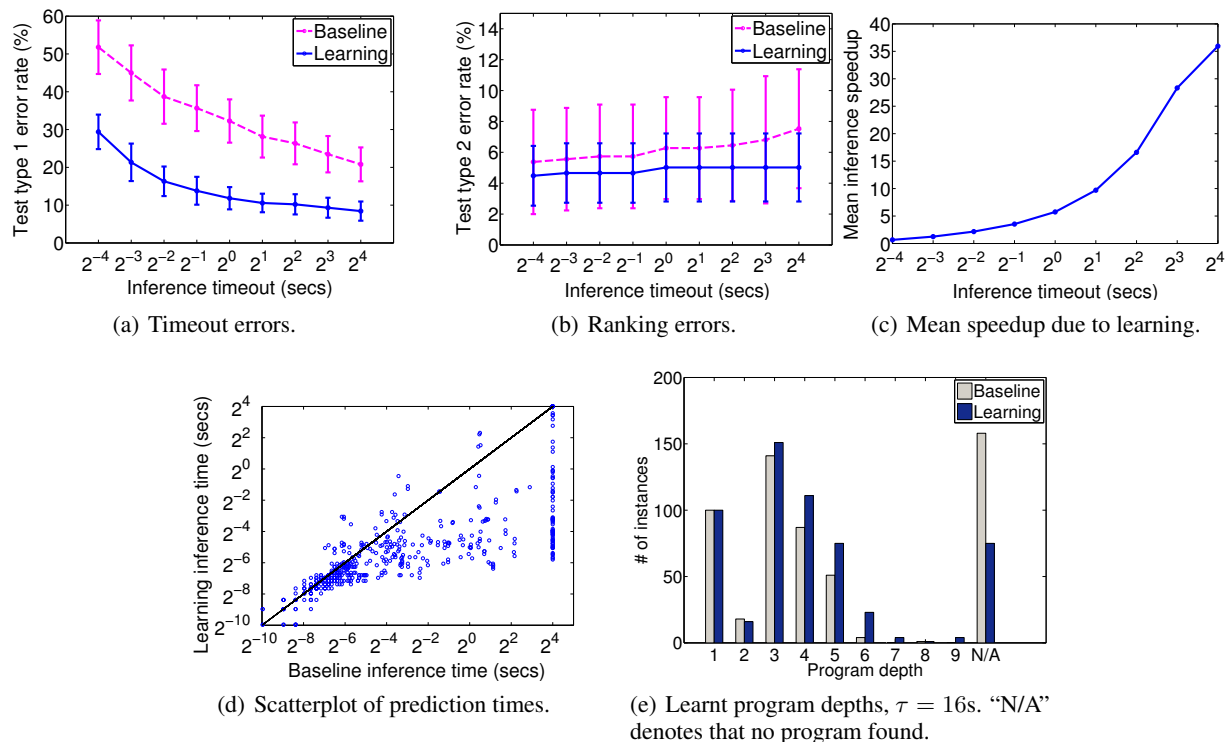 Test type 1 error rate (%)
60
50
40
30
20
10
0
Baseline
Learning
2^−4 2^−3 2^−2 2^−1 2^0 2^1 2^2 2^3 2^4
Inference timeout (secs)
(a) Timeout errors.
Test type 2 error rate (%)
14
12
10
8
6
4
2
0
Baseline
Learning
2^−4 2^−3 2^−2 2^−1 2^0 2^1 2^2 2^3 2^4
Inference timeout (secs)
(b) Ranking errors.
Mean inference speedup
40
35
30
25
20
15
10
5
0
2^−4 2^−3 2^−2 2^−1 2^0 2^1 2^2 2^3 2^4
Inference timeout (secs)
(c) Mean speedup due to learning.
Learning inference time (secs)
2^4
2^2
2^0
2^−2
2^−4
2^−6
2^−8
2^−10
2^−10 2^−8 2^−6 2^−4 2^−2 2^0 2^2 2^4
Baseline inference time (secs)
(d) Scatterplot of prediction times.
# of instances
200
150
100
50
0
Baseline
Learning
1 2 3 4 5 6 7 8 9 N/A
Program depth
(e) Learnt program depths, τ = 16s. “N/A”
denotes that no program found.